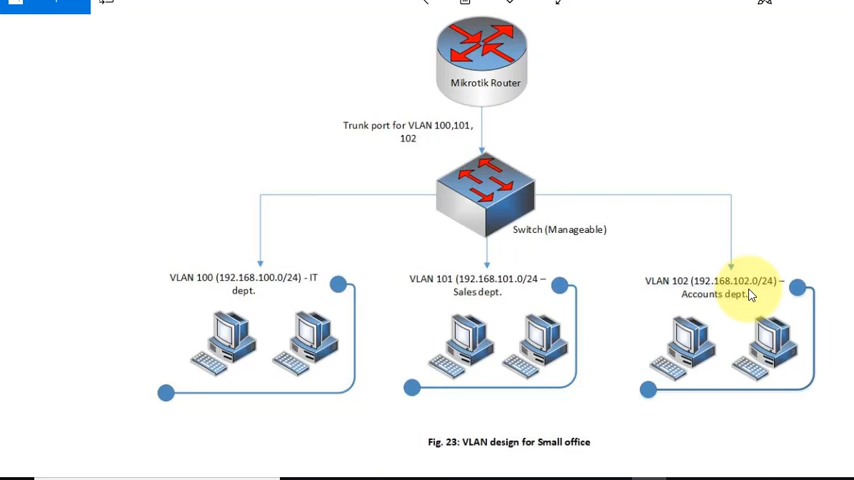 Mikrotik Router
Trunk port for VLAN 100,101,
102
Switch (Manageable)
VLAN 100 (192.168.100.0/24) - IT
dept.
VLAN 101 (192.168.101.0/24 –
Sales dept.
VLAN 102 (192.168.102.0/24) –
Accounts dept.
Fig. 23: VLAN design for Small office